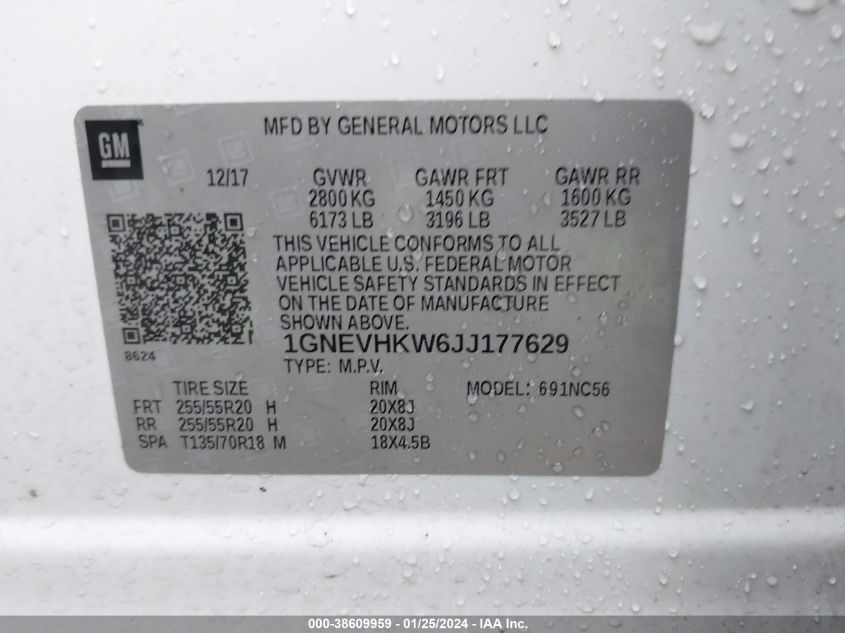 GM
MFD BY GENERAL MOTORS LLC
12/17 GVWR GAWR FRT GAWR RR
2800 KG 1450 KG 1600 KG
6173 LB 3196 LB 3527 LB
THIS VEHICLE CONFORMS TO ALL
APPLICABLE U.S. FEDERAL MOTOR
VEHICLE SAFETY STANDARDS IN EFFECT
ON THE DATE OF MANUFACTURE
SHOWN ABOVE.
8624
1GNEVHKW6JJ177629
TYPE: M.P.V.
TIRE SIZE RIM MODEL: 691NC56
FRT 255/55R20 H 20X8J
RR 255/55R20 H 20X8J
SPA T135/70R18 M 18X4.5B
000-38609959 - 01/25/2024 - IAAI Inc.